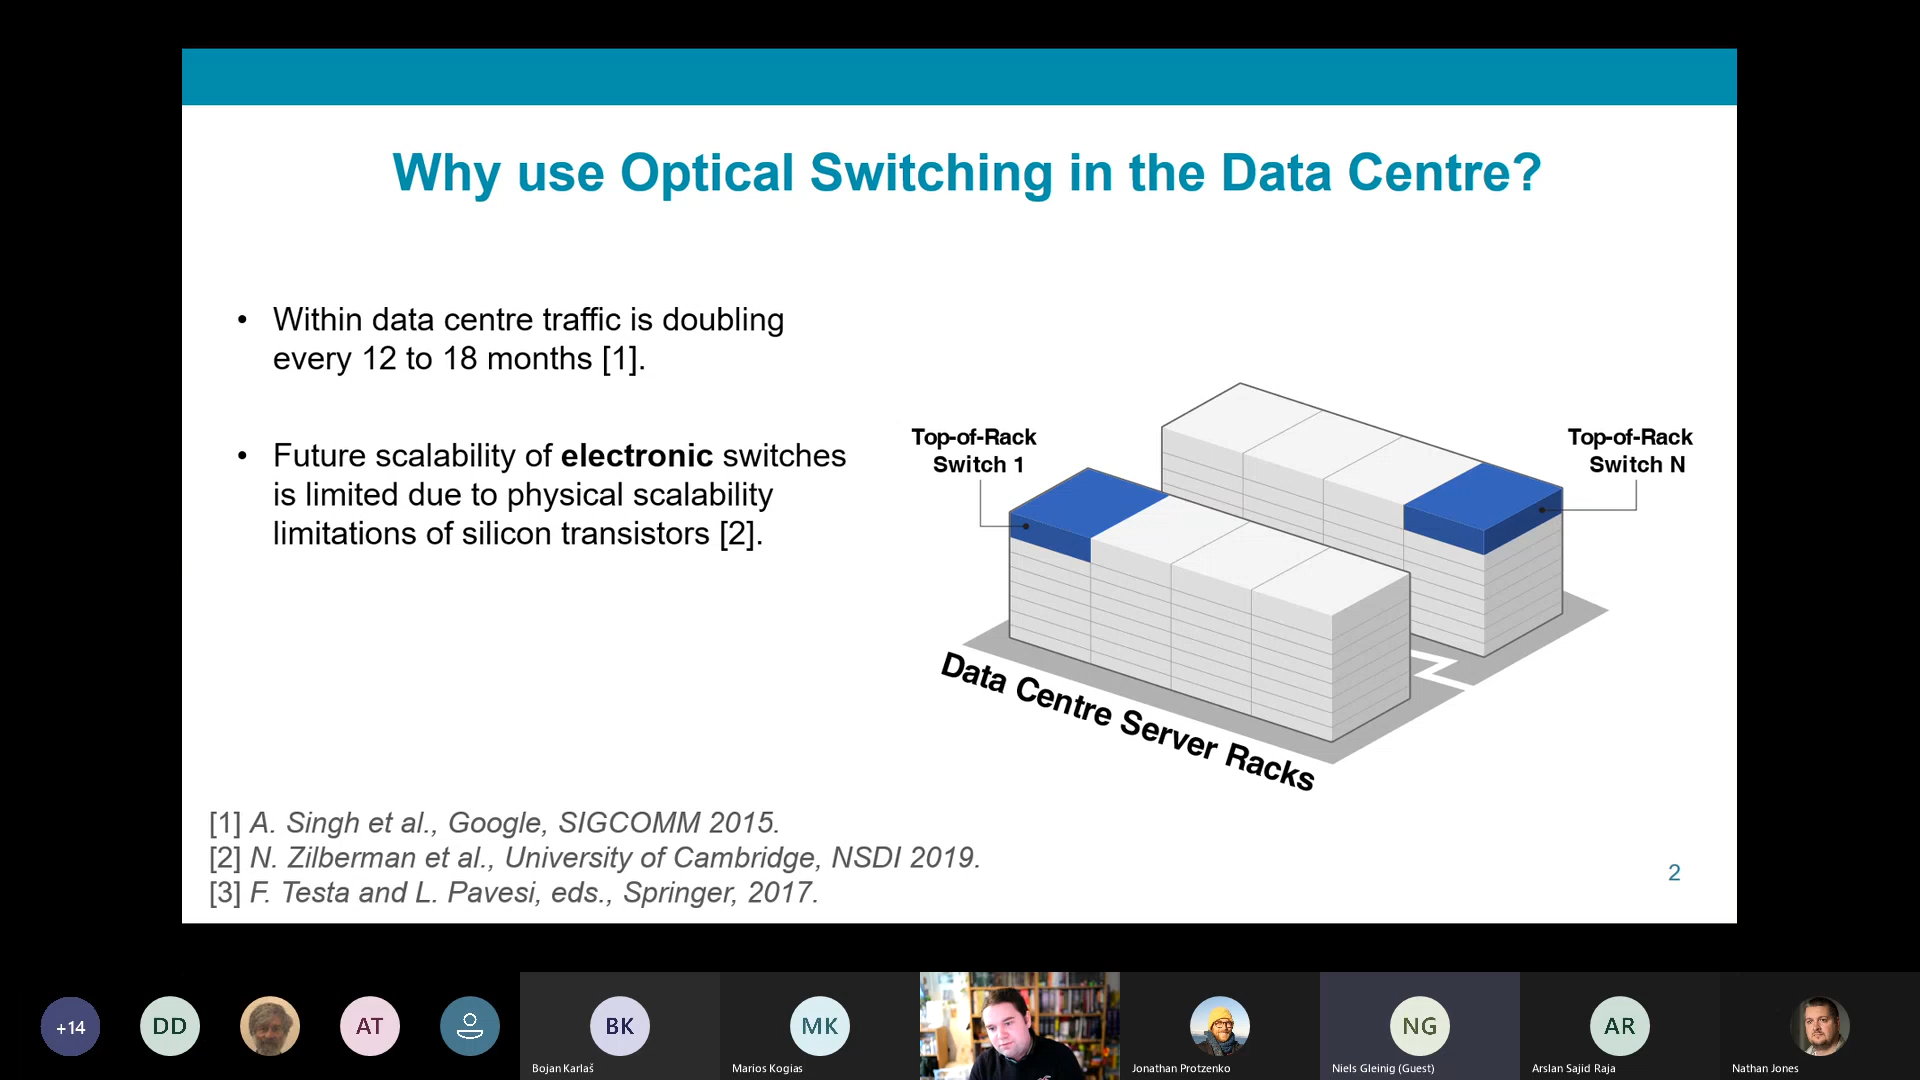 Why use Optical Switching in the Data Centre?
• Within data centre traffic is doubling
every 12 to 18 months [1].
• Future scalability of electronic switches
is limited due to physical scalability
limitations of silicon transistors [2].
Top-of-Rack
Switch 1
Top-of-Rack
Switch N
Data Centre Server Racks
[1] A. Singh et al., Google, SIGCOMM 2015.
[2] N. Zilberman et al., University of Cambridge, NSDI 2019.
[3] F. Testa and L. Pavesi, eds., Springer, 2017.
2
+14
DD
AT
BK
MK
NG
AR
Bojan Karlaš
Marios Kogias
Jonathan Protzenko
Niels Gleinig (Guest)
Arslan Sajid Raja
Nathan Jones